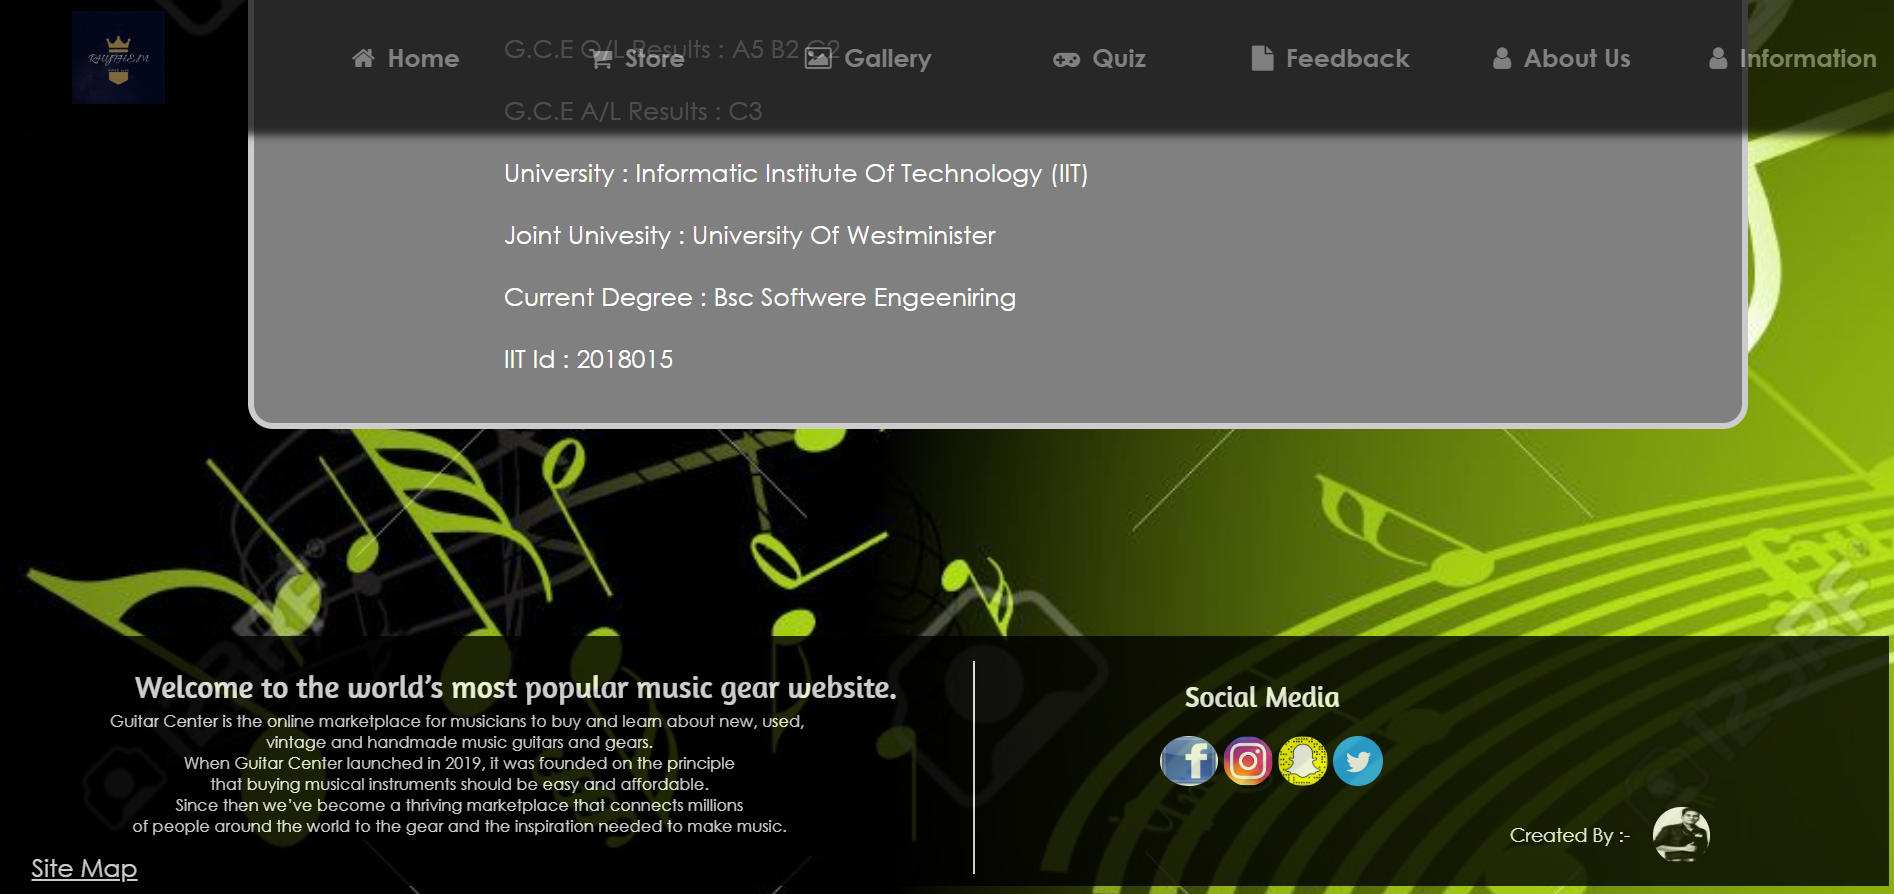 RHYTHEM
Home
Store
Gallery
Quiz
Feedback
About Us
Information
G.C.E O/L Results : A5 B2 C2
G.C.E A/L Results : C3
University : Informatic Institute Of Technology (IIT)
Joint Univesity : University Of Westminister
Current Degree : Bsc Softwere Engeeniring
IIT Id : 2018015
123RF
123RF
Welcome to the world’s most popular music gear website.
Guitar Center is the online marketplace for musicians to buy and learn about new, used,
vintage and handmade music guitars and gears.
When Guitar Center launched in 2019, it was founded on the principle
that buying musical instruments should be easy and affordable.
Since then we’ve become a thriving marketplace that connects millions
of people around the world to the gear and the inspiration needed to make music.
Site Map
Social Media
Created By :-